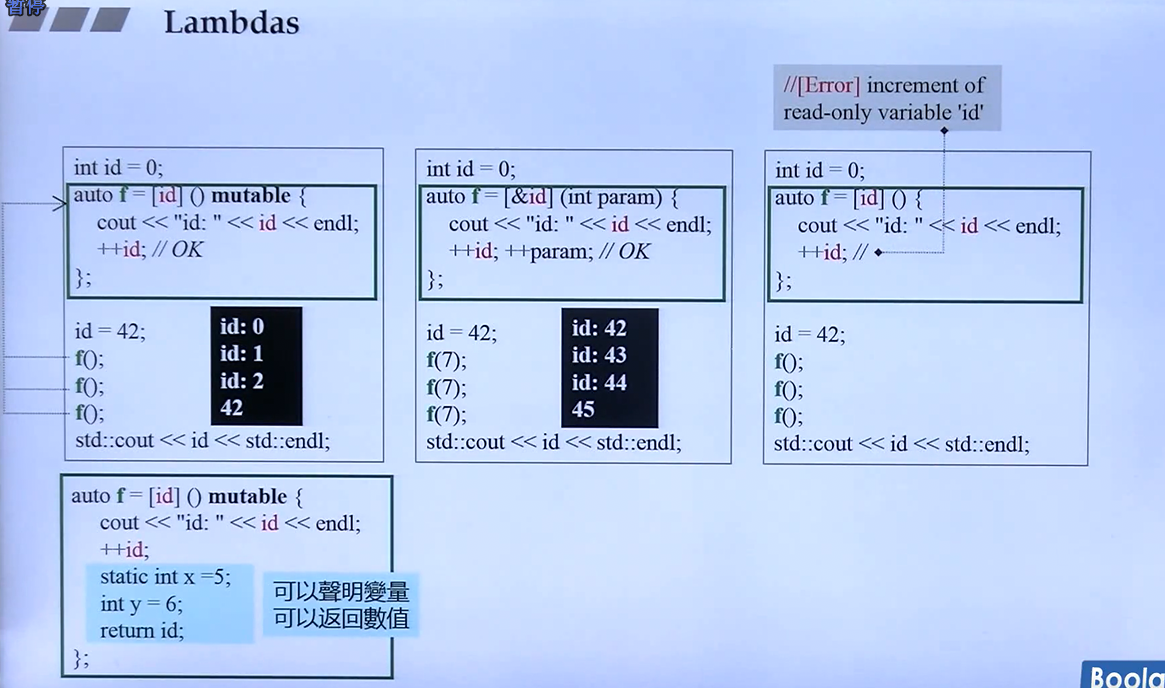 暫停
Lambdas
//[Error] increment of
read-only variable 'id'
int id = 0;
auto f = [id] () mutable {
cout << "id: " << id << endl;
++id; // OK
};
id = 42;
f();
f();
f();
std::cout << id << std::endl;
id: 0
id: 1
id: 2
42
int id = 0;
auto f = [&id] (int param) {
cout << "id: " << id << endl;
++id; ++param; // OK
};
id = 42;
f(7);
f(7);
f(7);
std::cout << id << std::endl;
id: 42
id: 43
id: 44
45
int id = 0;
auto f = [id] () {
cout << "id: " << id << endl;
++id; //
};
id = 42;
f();
f();
f();
std::cout << id << std::endl;
auto f = [id] () mutable {
cout << "id: " << id << endl;
++id;
static int x =5;
int y = 6;
return id;
};
可以聲明變量
可以返回數值